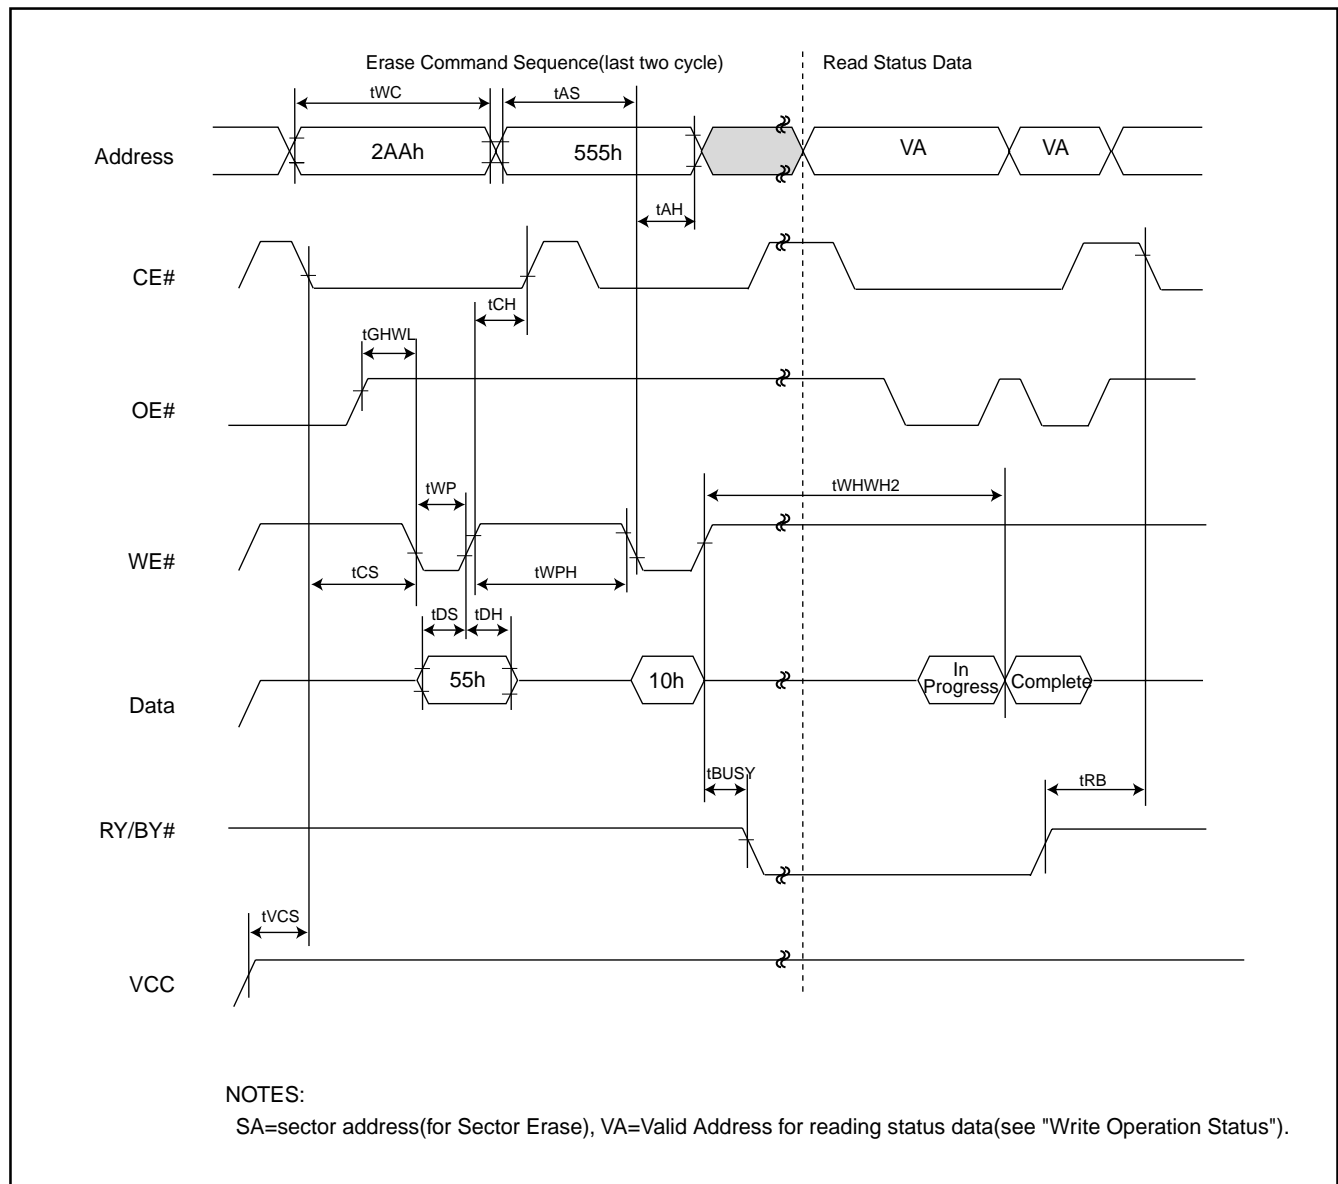 Erase Command Sequence(last two cycle)
Read Status Data
tWC
tAS
Address
2AAh
555h
VA
VA
tAH
CE#
tCH
tGHWL
OE#
tWP
tWHWH2
WE#
tCS
tWPH
tDS
tDH
Data
55h
10h
In
Progress
Complete
tBUSY
tRB
RY/BY#
tVCS
VCC
NOTES:
SA=sector address(for Sector Erase), VA=Valid Address for reading status data(see "Write Operation Status").